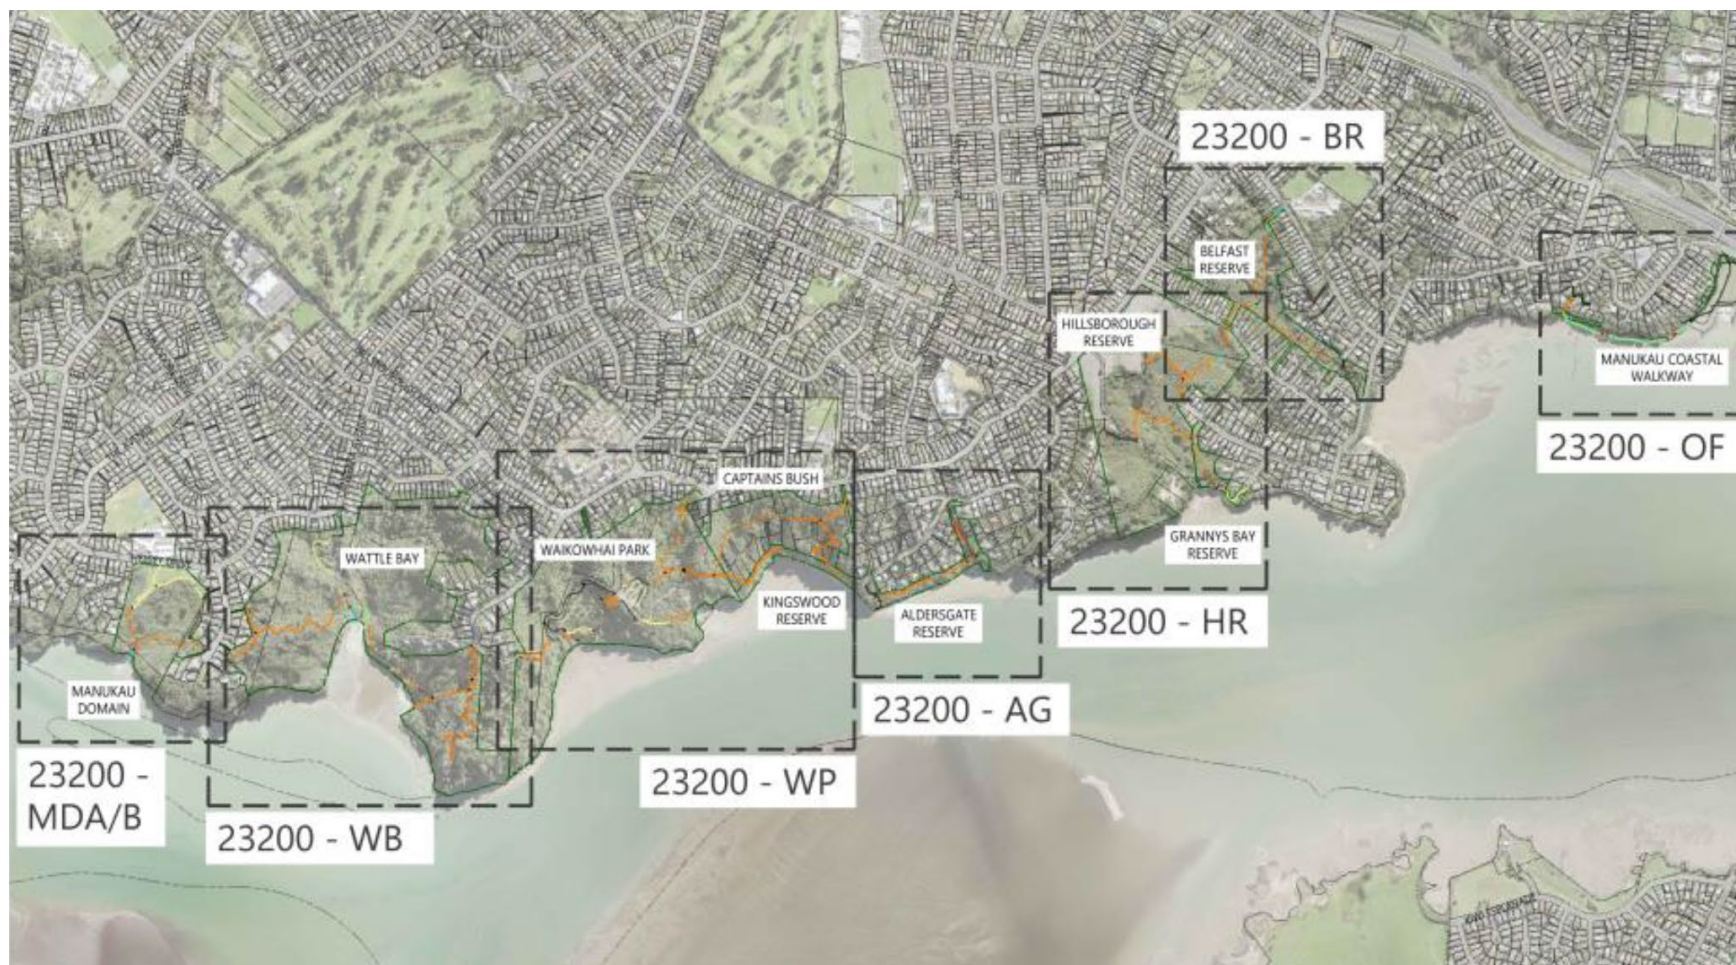 23200 - BR
BELFAST
RESERVE
HILLSBOROUGH
RESERVE
MANUKAU COASTAL
WALKWAY
23200 - OF
CAPTAINS BUSH
WAIKOWHAI PARK
WATTLE BAY
GRANNYS BAY
RESERVE
KINGSWOOD
RESERVE
ALDERSGATE
RESERVE
23200 - HR
MANUKAU
DOMAIN
23200 - AG
23200 -
MDA/B
23200 - WP
23200 - WB